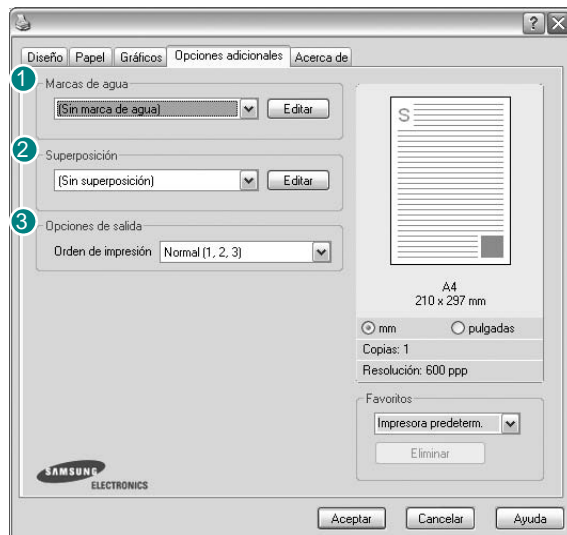 ?
X
Diseño Papel Gráficos Opciones adicionales Acerca de
1 Marcas de agua
(Sin marca de agua) Editar
2 Superposición
(Sin superposición) Editar
3 Opciones de salida
Orden de impresión Normal (1, 2, 3)
S
A4
210 x 297 mm
mm pulgadas
Copias: 1
Resolución: 600 ppp
Favoritos
Impresora predeterm.
Eliminar
SAMSUNG
ELECTRONICS
Aceptar Cancelar Ayuda